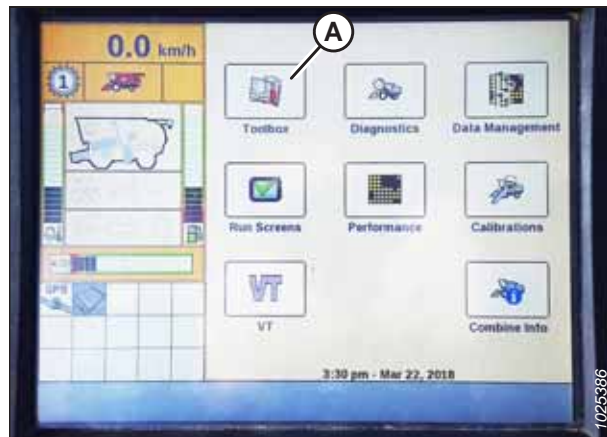 A
0.0 km/h
1
Toolbox
Diagnostics
Data Management
Run Screens
Performance
Calibrations
GPS
VT
VT
Combine Info
3:30 pm - Mar 22, 2018
1025386